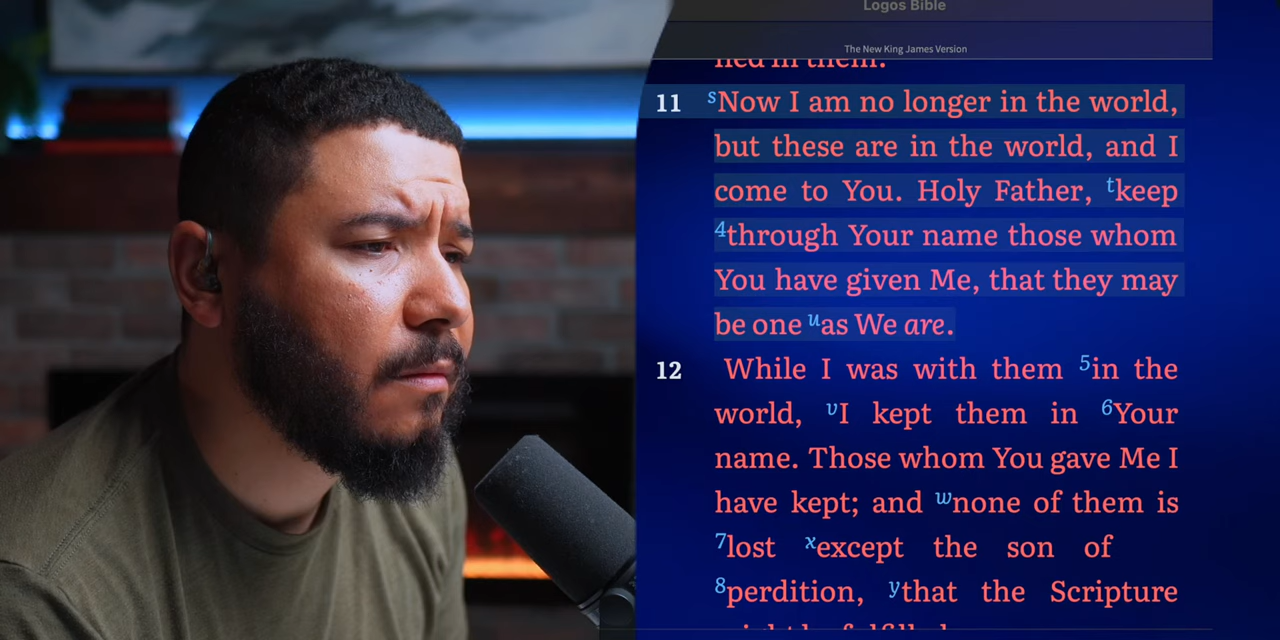 Logos Bible
The New King James Version
fied in them.
11 sNow I am no longer in the world,
but these are in the world, and I
come to You. Holy Father, tkeep
4through Your name those whom
You have given Me, that they may
be one uas We are.
12 While I was with them 5in the
world, vI kept them in 6Your
name. Those whom You gave Me I
have kept; and wnone of them is
7lost xexcept the son of
8perdition, ythat the Scripture